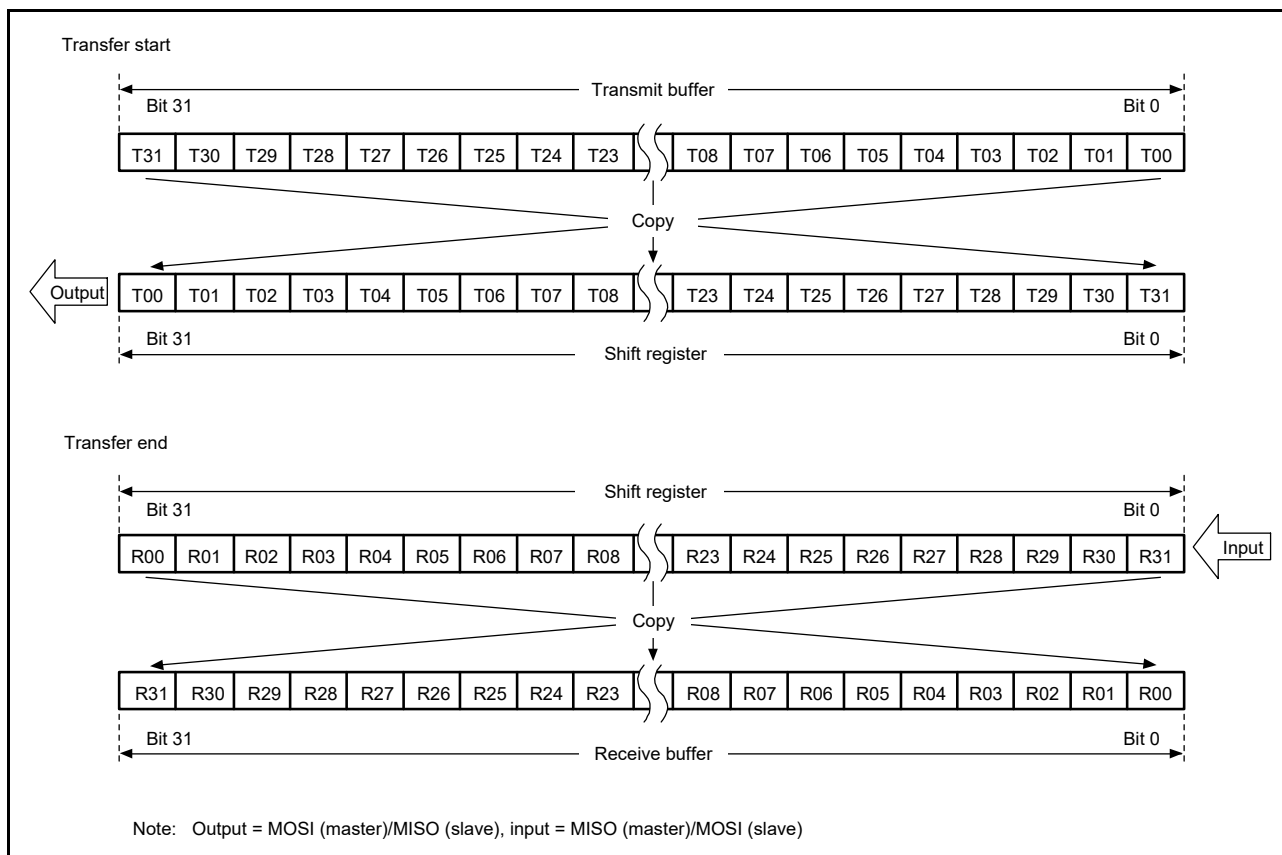 Transfer start
Transmit buffer
Bit 31 Bit 0
T31 T30 T29 T28 T27 T26 T25 T24 T23 T08 T07 T06 T05 T04 T03 T02 T01 T00
Copy
Output T00 T01 T02 T03 T04 T05 T06 T07 T08 T23 T24 T25 T26 T27 T28 T29 T30 T31
Bit 31 Bit 0
Shift register
Transfer end
Shift register
Bit 31 Bit 0
R00 R01 R02 R03 R04 R05 R06 R07 R08 R23 R24 R25 R26 R27 R28 R29 R30 R31 Input
Copy
R31 R30 R29 R28 R27 R26 R25 R24 R23 R08 R07 R06 R05 R04 R03 R02 R01 R00
Bit 31 Bit 0
Receive buffer
Note: Output = MOSI (master)/MISO (slave), input = MISO (master)/MOSI (slave)